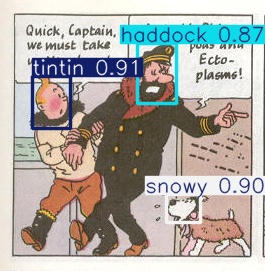 Quick, Captain,
we must take
pods and
Ecto-
plasms!
haddock 0.87
tintin 0.91
snowy 0.90